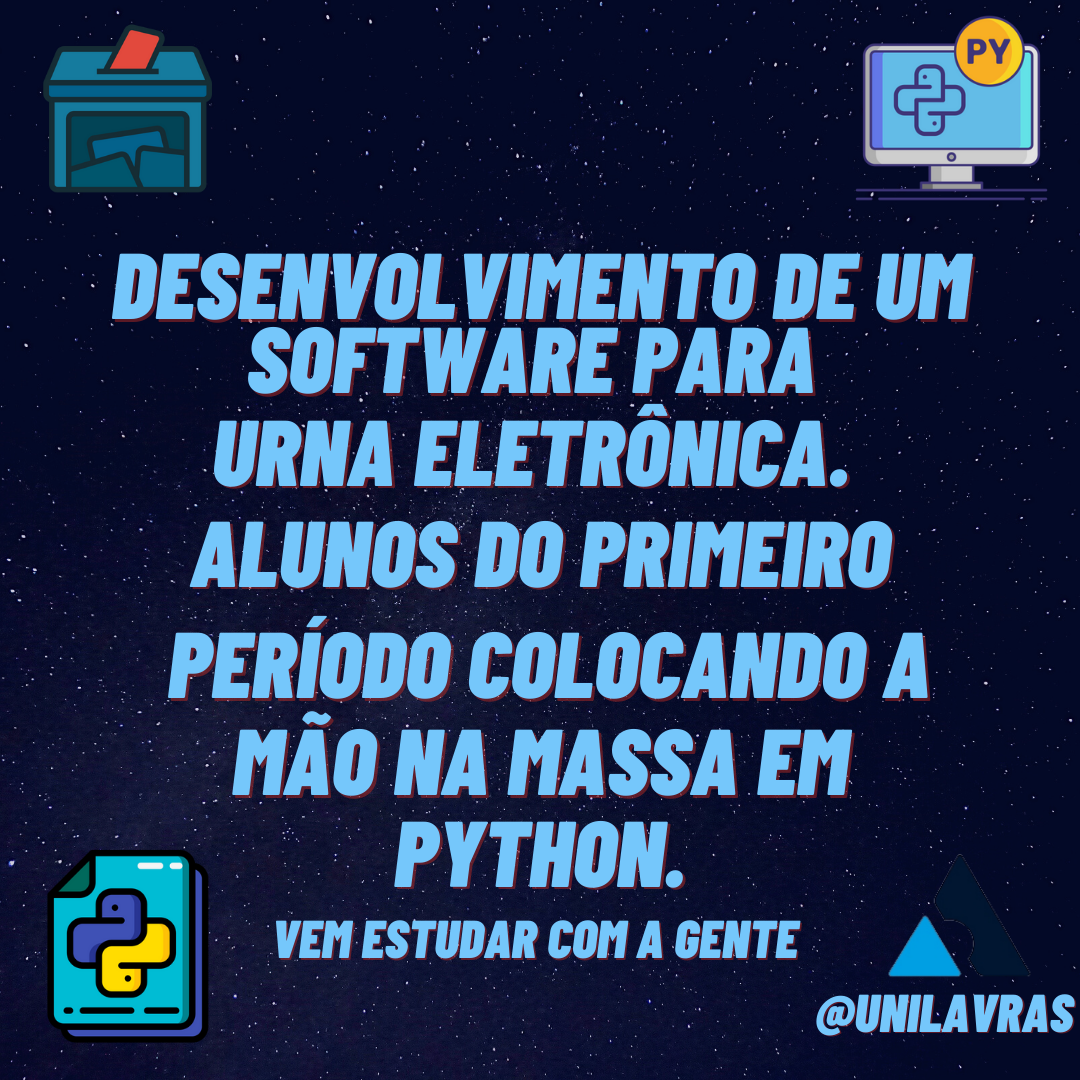 PY
DESENVOLVIMENTO DE UM
SOFTWARE PARA
URNA ELETRÔNICA.
ALUNOS DO PRIMEIRO
PERÍODO COLOCANDO A
MÃO NA MASSA EM
PYTHON.
VEM ESTUDAR COM A GENTE
@UNILAVRAS